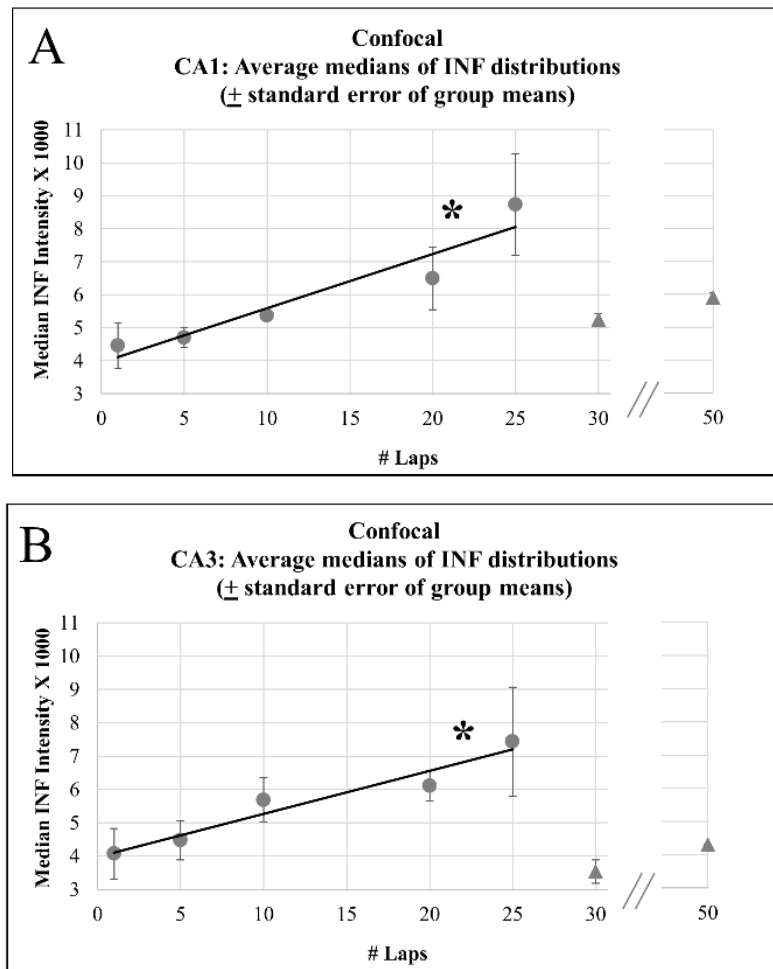 A
Confocal
CA1: Average medians of INF distributions
(± standard error of group means)
Median INF Intensity X 1000
11
10
9
8
7
6
5
4
3
*
0 5 10 15 20 25 30 // 50
# Laps
B
Confocal
CA3: Average medians of INF distributions
(± standard error of group means)
Median INF Intensity X 1000
11
10
9
8
7
6
5
4
3
*
0 5 10 15 20 25 30 // 50
# Laps